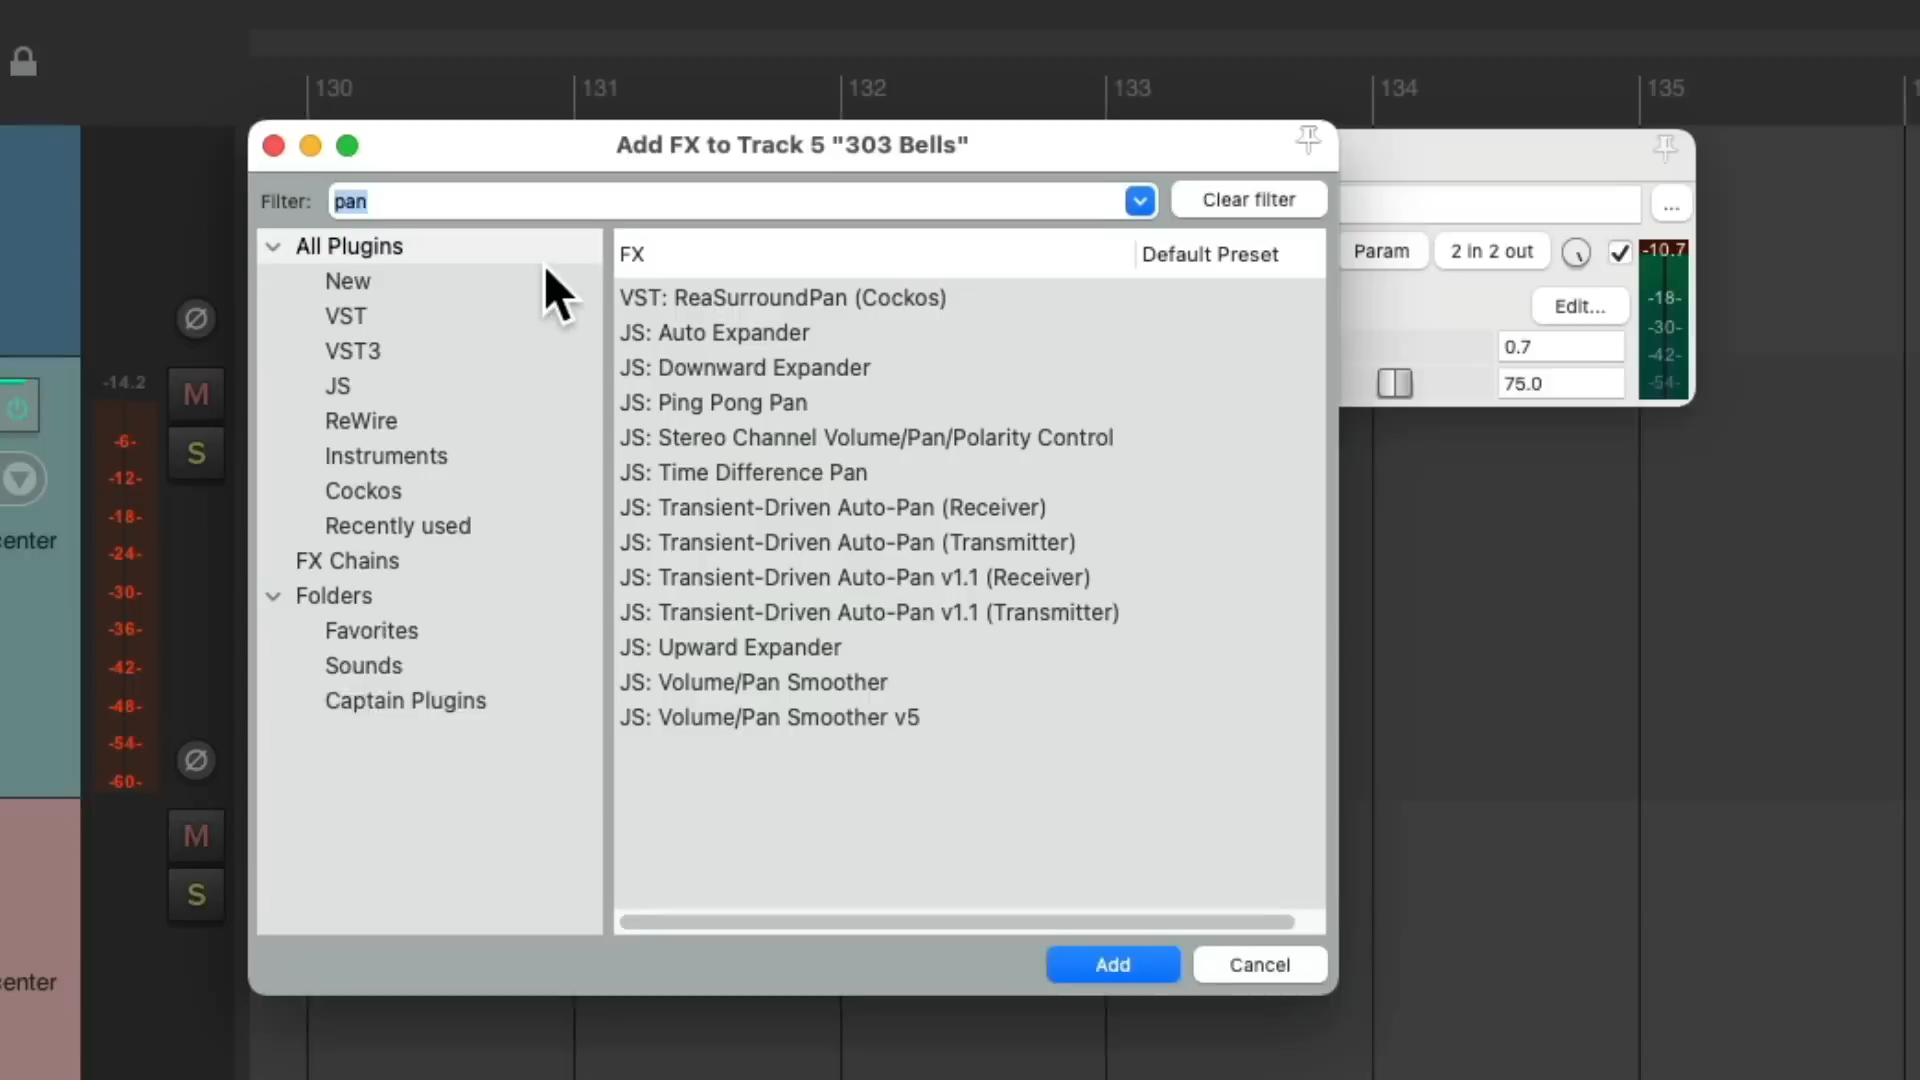 130 131 132 133 134 135
Add FX to Track 5 "303 Bells"
Filter: pan Clear filter ...
All Plugins
New
VST
VST3
JS
ReWire
Instruments
Cockos
Recently used
FX Chains
Folders
Favorites
Sounds
Captain Plugins
FX Default Preset
VST: ReaSurroundPan (Cockos)
JS: Auto Expander
JS: Downward Expander
JS: Ping Pong Pan
JS: Stereo Channel Volume/Pan/Polarity Control
JS: Time Difference Pan
JS: Transient-Driven Auto-Pan (Receiver)
JS: Transient-Driven Auto-Pan (Transmitter)
JS: Transient-Driven Auto-Pan v1.1 (Receiver)
JS: Transient-Driven Auto-Pan v1.1 (Transmitter)
JS: Upward Expander
JS: Volume/Pan Smoother
JS: Volume/Pan Smoother v5
Add Cancel
Param 2 in 2 out -10.7
Edit...
0.7
75.0
-18-
-30-
-42-
-54-
-14.2
M
S
-6-
-12-
-18-
-24-
-30-
-36-
-42-
-48-
-54-
-60-
center
M
S
center